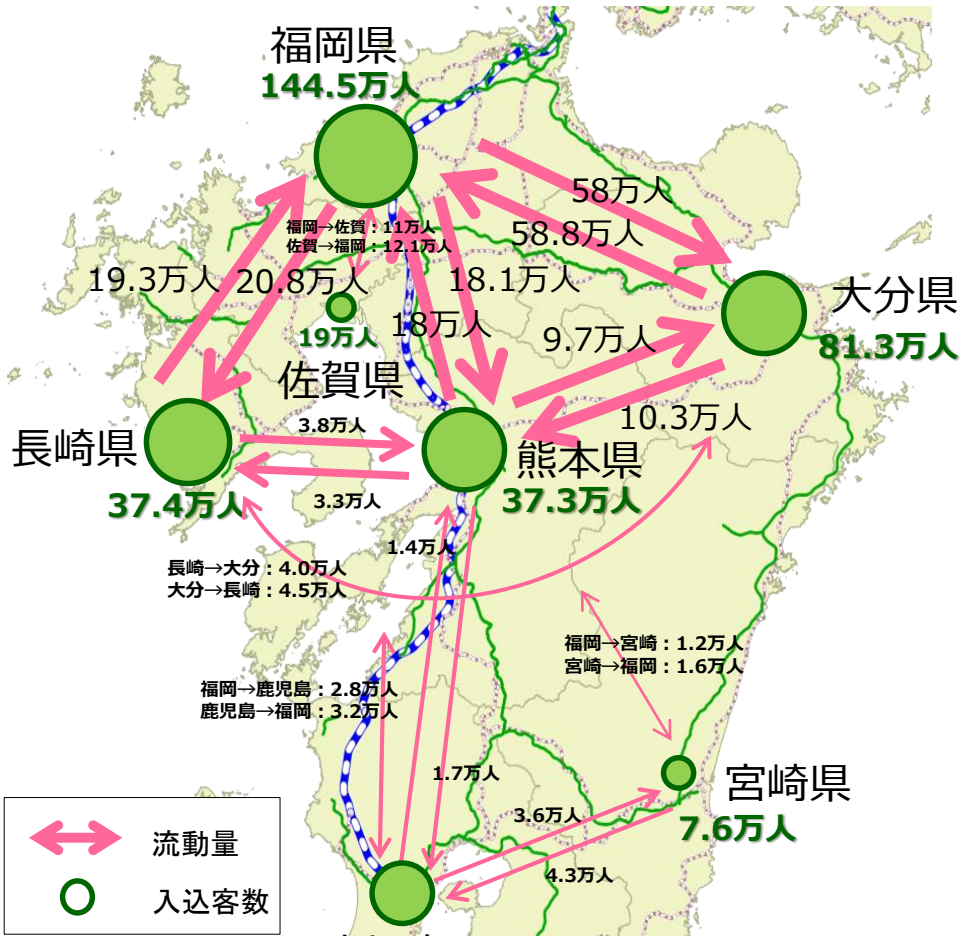 福岡県
144.5万人
58万人
58.8万人
福岡→佐賀：11万人
佐賀→福岡：12.1万人
19.3万人
20.8万人
18.1万人
18万人
19万人
9.7万人
大分県
81.3万人
佐賀県
10.3万人
長崎県
37.4万人
3.8万人
3.3万人
熊本県
37.3万人
1.4万人
長崎→大分：4.0万人
大分→長崎：4.5万人
福岡→宮崎：1.2万人
宮崎→福岡：1.6万人
福岡→鹿児島：2.8万人
鹿児島→福岡：3.2万人
1.7万人
宮崎県
7.6万人
3.6万人
4.3万人
流動量
入込客数